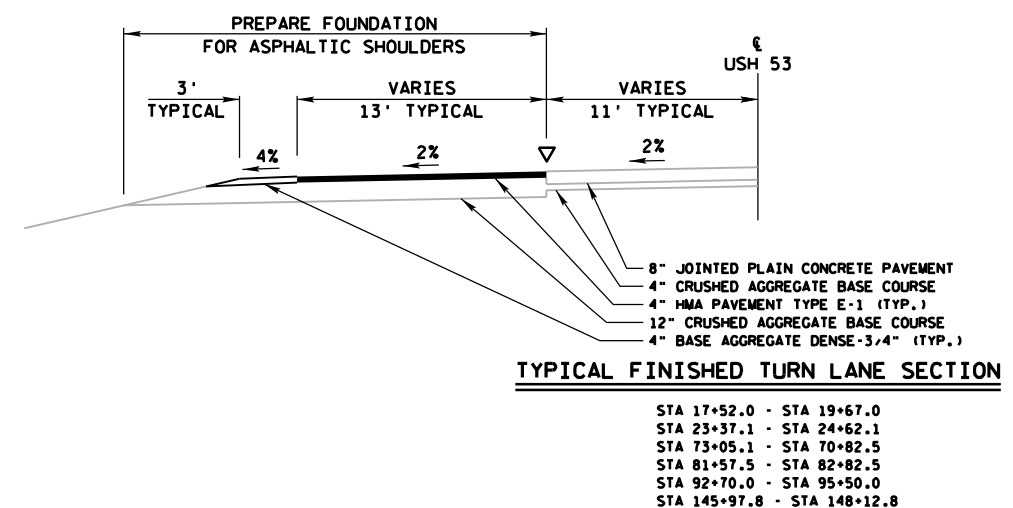 PREPARE FOUNDATION
FOR ASPHALTIC SHOULDERS
℄
USH 53
3'
TYPICAL
VARIES
13' TYPICAL
VARIES
11' TYPICAL
4%
2%
2%
8" JOINTED PLAIN CONCRETE PAVEMENT
4" CRUSHED AGGREGATE BASE COURSE
4" HMA PAVEMENT TYPE E-1 (TYP.)
12" CRUSHED AGGREGATE BASE COURSE
4" BASE AGGREGATE DENSE-3/4" (TYP.)
TYPICAL FINISHED TURN LANE SECTION
STA 17+52.0 - STA 19+67.0
STA 23+37.1 - STA 24+62.1
STA 73+05.1 - STA 70+82.5
STA 81+57.5 - STA 82+82.5
STA 92+70.0 - STA 95+50.0
STA 145+97.8 - STA 148+12.8